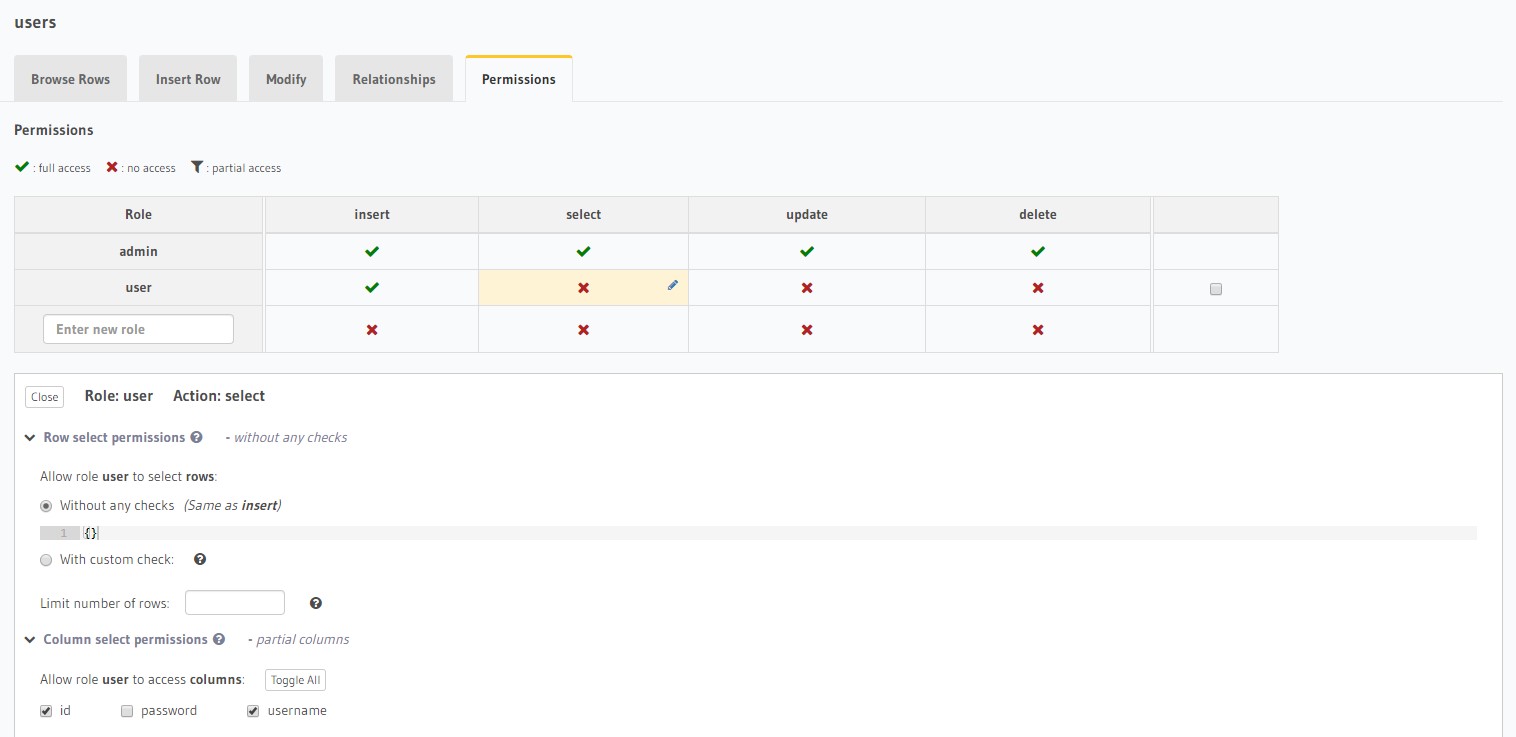 users
Browse Rows Insert Row Modify Relationships Permissions
Permissions
: full access : no access : partial access
Role insert select update delete
admin
user
Enter new role
Close Role: user Action: select
Row select permissions - without any checks
Allow role user to select rows:
Without any checks (Same as insert)
1 {}
With custom check:
Limit number of rows:
Column select permissions - partial columns
Allow role user to access columns: Toggle All
id password username